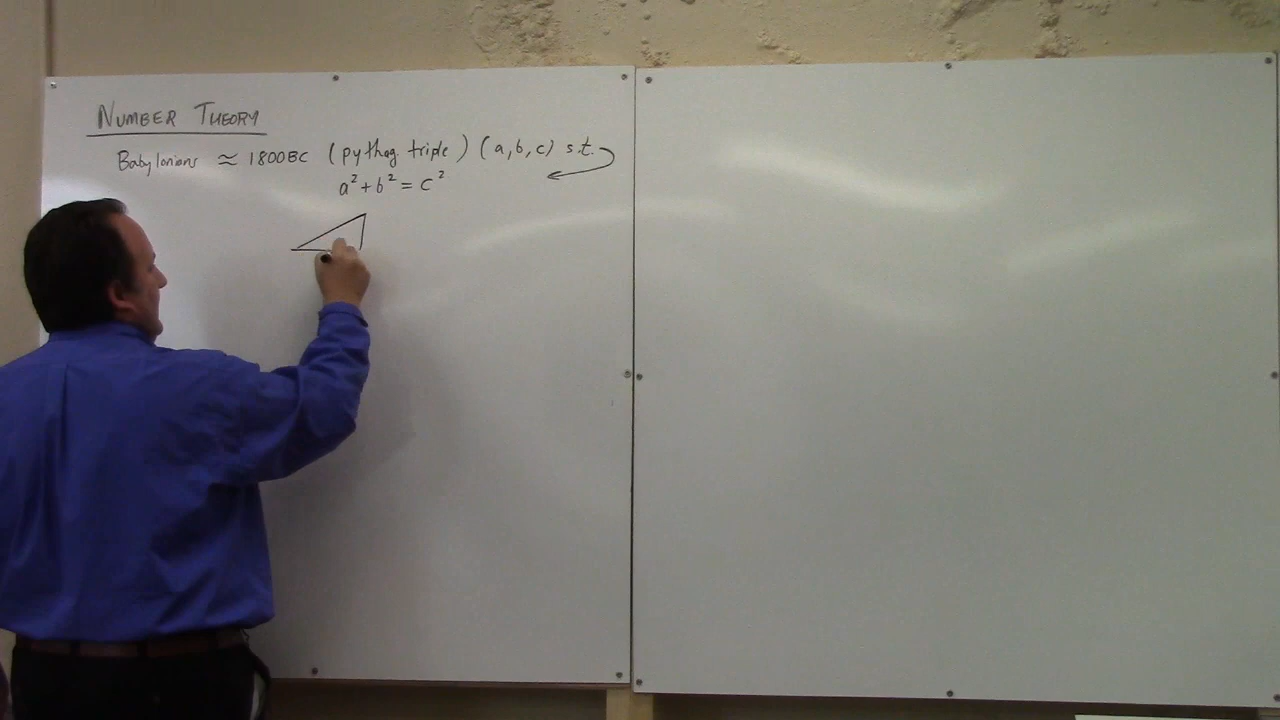 NUMBER THEORY
Babylonians ≈ 1800BC (pythag triple) (a,b,c) s.t.
a² + b² = c²